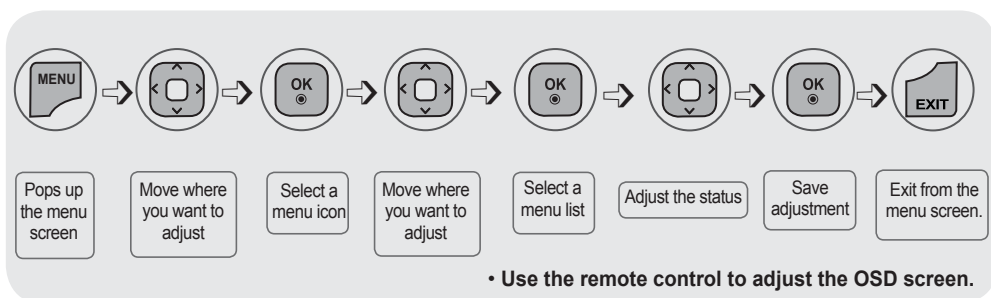 MENU
OK
OK
OK
EXIT
Pops up
the menu
screen
Move where
you want to
adjust
Select a
menu icon
Move where
you want to
adjust
Select a
menu list
Adjust the status
Save
adjustment
Exit from the
menu screen.
• Use the remote control to adjust the OSD screen.